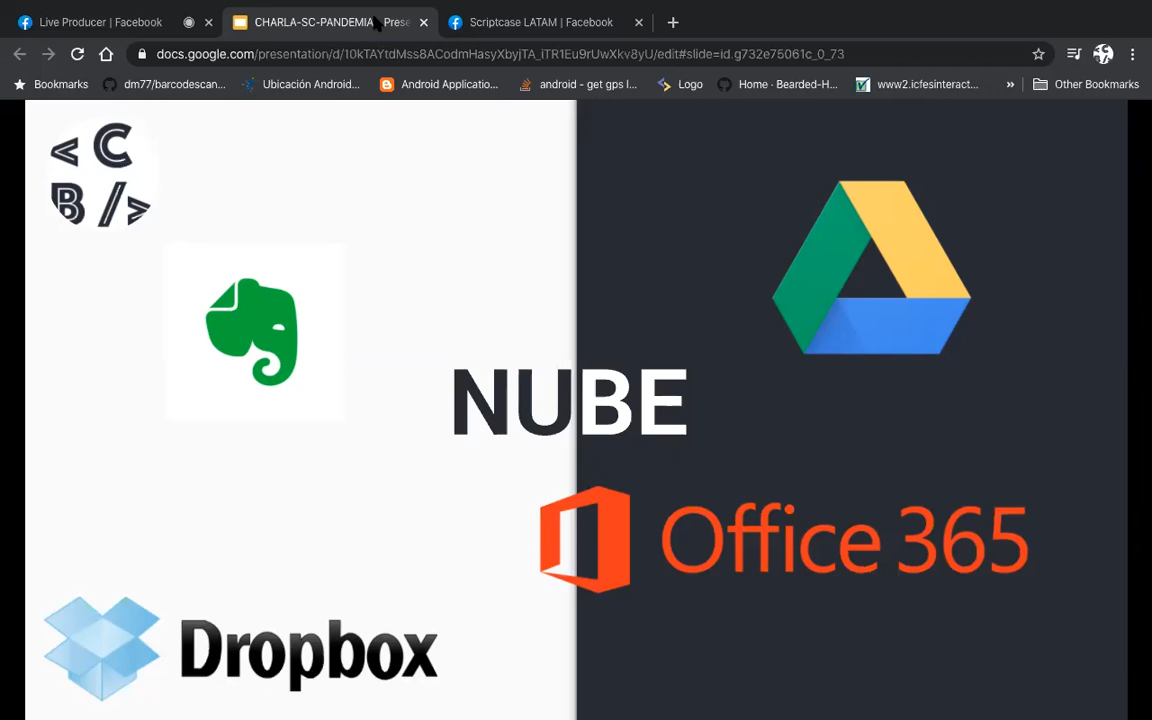 Live Producer | Facebook
CHARLA-SC-PANDEMIA - Prese
Scriptcase LATAM | Facebook
docs.google.com/presentation/d/10kTAYtdMss8ACodmHasyXbyjTA_iTR1Eu9rUwXkv8yU/edit#slide=id.g732e75061c_0_73
Bookmarks
dm77/barcodescan...
Ubicación Android...
Android Applicatio...
android - get gps l...
Logo
Home · Bearded-H...
www2.icfesinteract...
»
Other Bookmarks
< C
B />
NUBE
Office 365
Dropbox